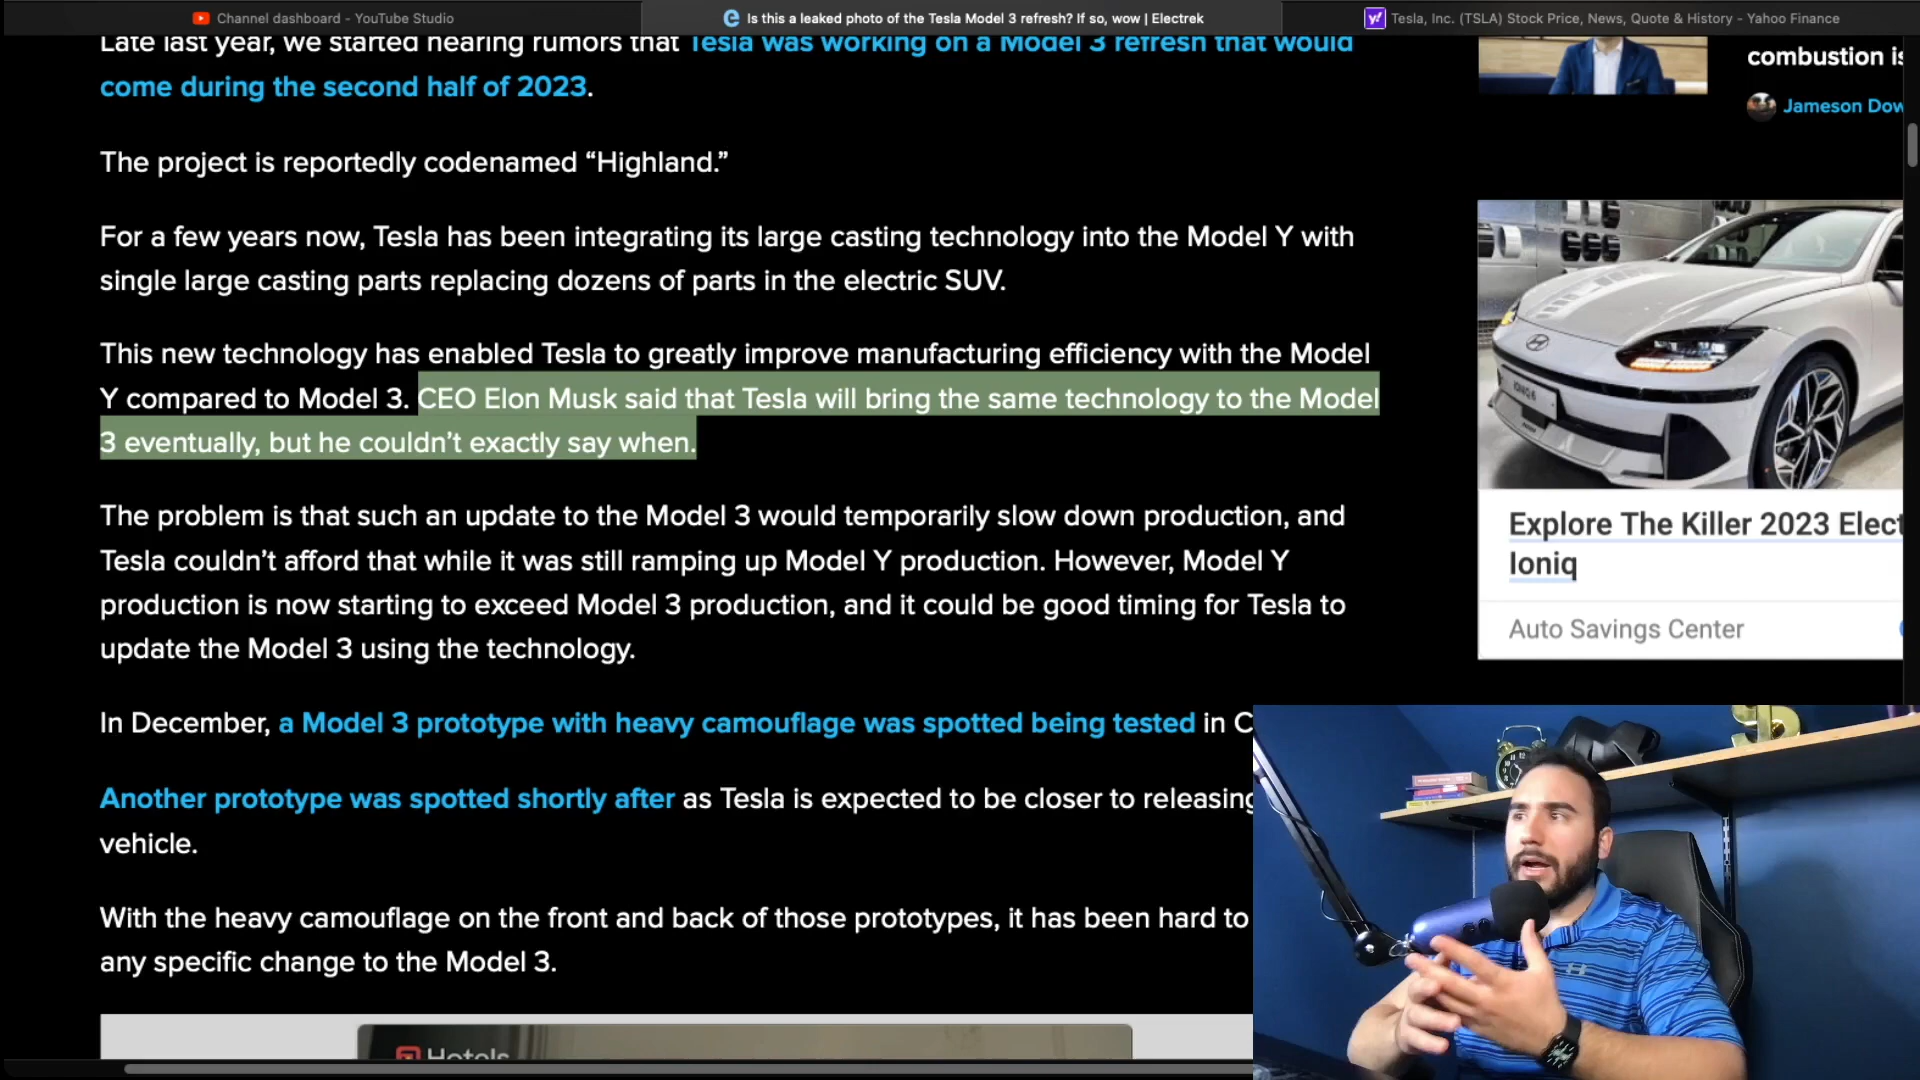 Channel dashboard - YouTube Studio
Is this a leaked photo of the Tesla Model 3 refresh? If so, wow | Electrek
Tesla, Inc. (TSLA) Stock Price, News, Quote & History - Yahoo Finance
Late last year, we started hearing rumors that Tesla was working on a Model 3 refresh that would
come during the second half of 2023.
The project is reportedly codenamed “Highland.”
For a few years now, Tesla has been integrating its large casting technology into the Model Y with
single large casting parts replacing dozens of parts in the electric SUV.
This new technology has enabled Tesla to greatly improve manufacturing efficiency with the Model
Y compared to Model 3. CEO Elon Musk said that Tesla will bring the same technology to the Model
3 eventually, but he couldn’t exactly say when.
The problem is that such an update to the Model 3 would temporarily slow down production, and
Tesla couldn’t afford that while it was still ramping up Model Y production. However, Model Y
production is now starting to exceed Model 3 production, and it could be good timing for Tesla to
update the Model 3 using the technology.
In December, a Model 3 prototype with heavy camouflage was spotted being tested in C
Another prototype was spotted shortly after as Tesla is expected to be closer to releasing
vehicle.
With the heavy camouflage on the front and back of those prototypes, it has been hard to
any specific change to the Model 3.
Hotels
combustion is
Jameson Dow
IONIQ 6
Explore The Killer 2023 Elect
Ioniq
Auto Savings Center